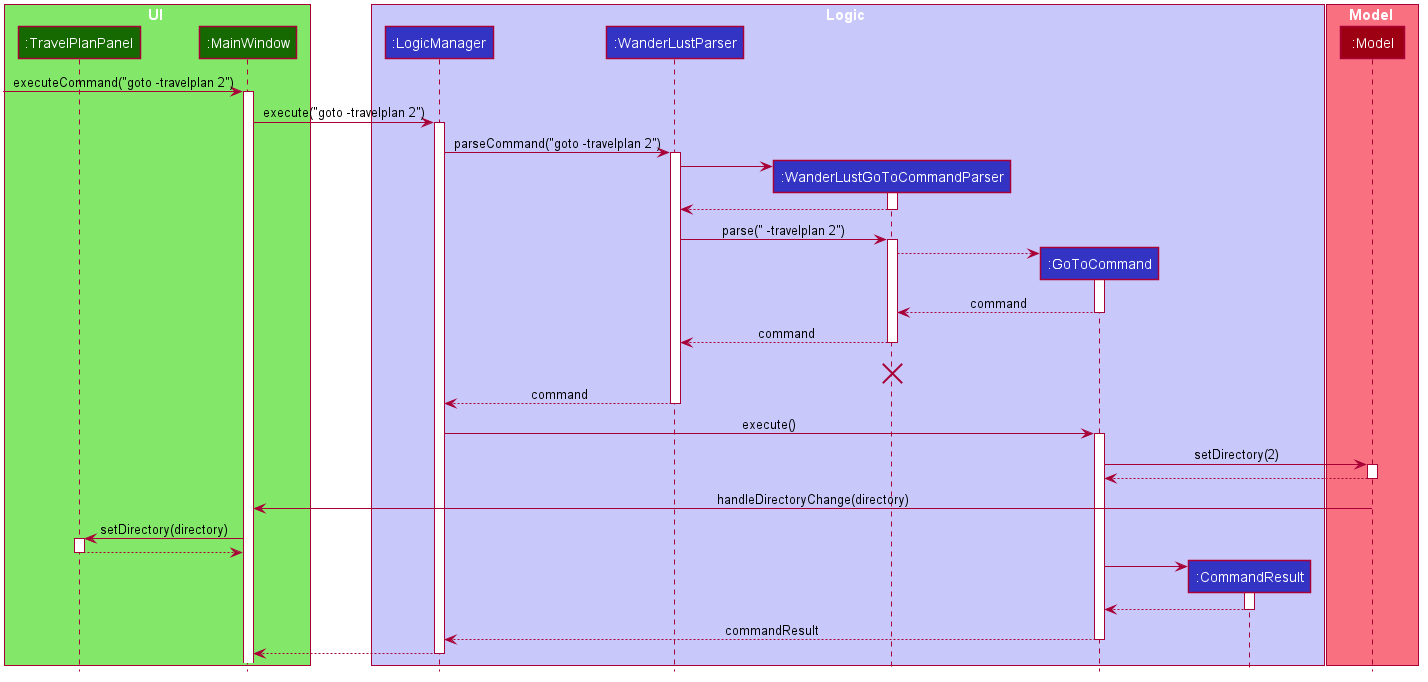 UI
Logic
Model
:TravelPlanPanel
:MainWindow
:LogicManager
:WanderLustParser
:Model
executeCommand("goto -travelplan 2")
execute("goto -travelplan 2")
parseCommand("goto -travelplan 2")
:WanderLustGoToCommandParser
parse(" -travelplan 2")
:GoToCommand
command
command
command
execute()
setDirectory(2)
handleDirectoryChange(directory)
setDirectory(directory)
:CommandResult
commandResult